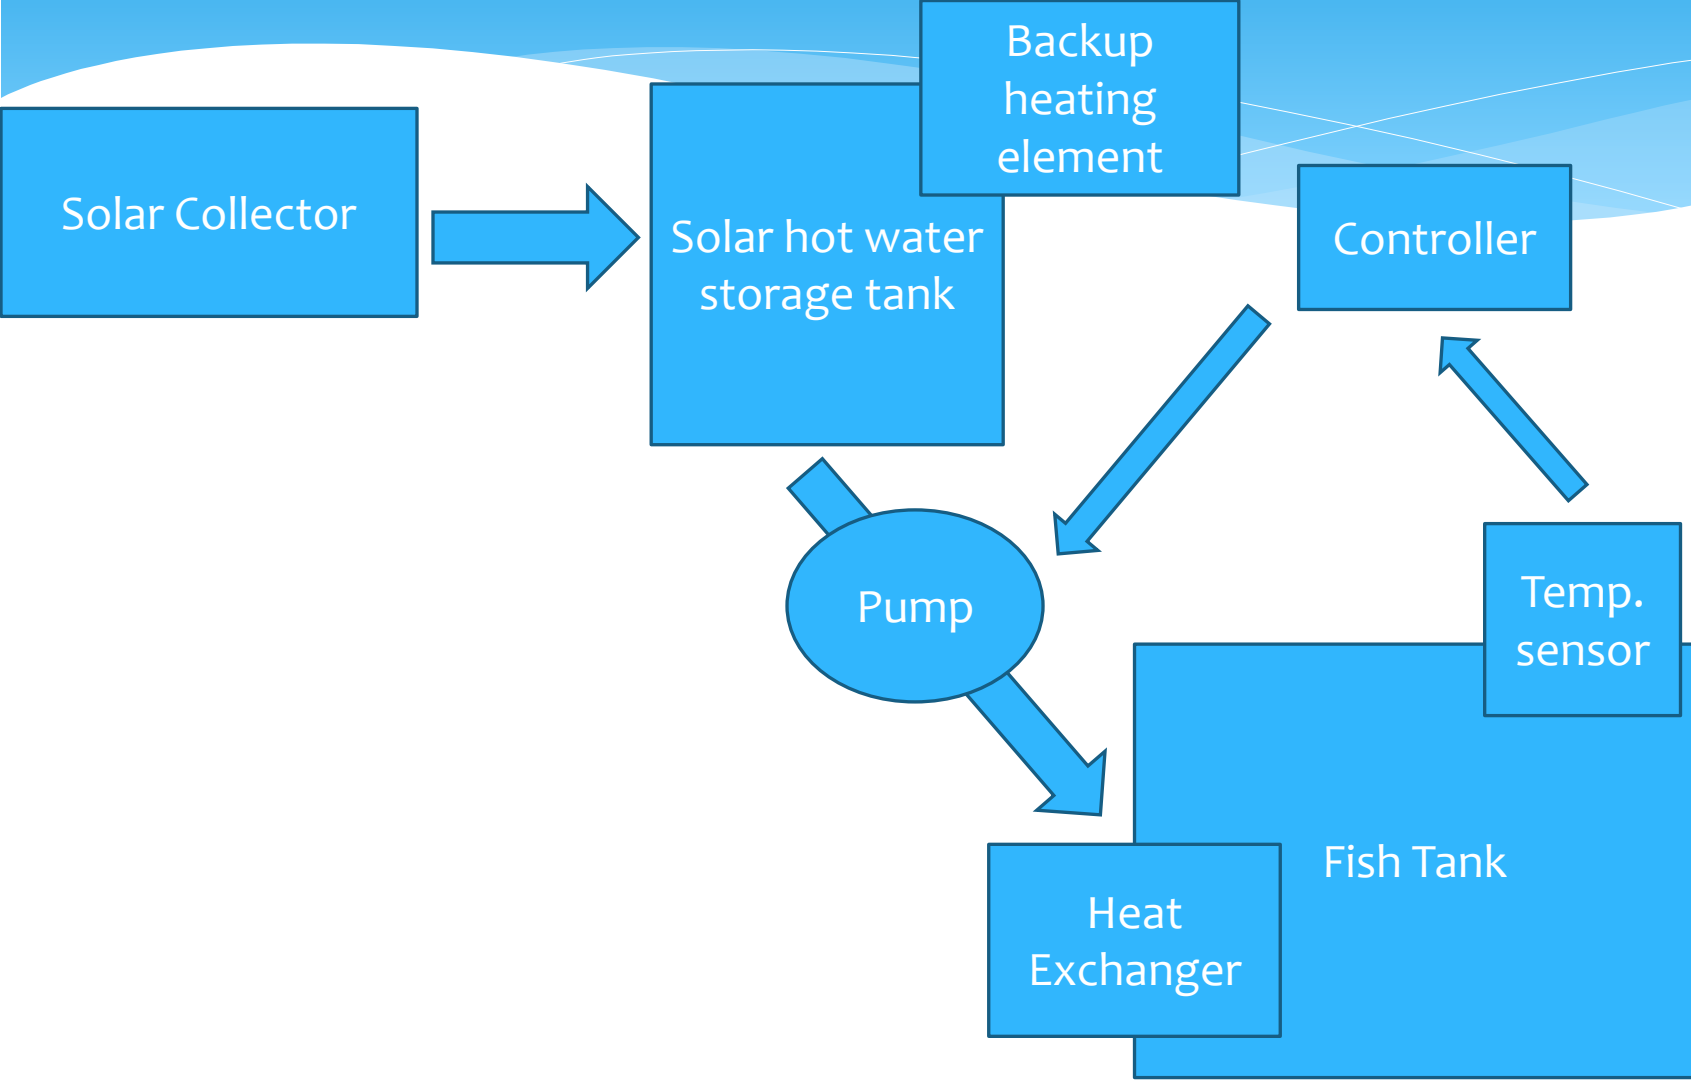 Backup
heating
element
Solar Collector
Solar hot water
storage tank
Controller
Pump
Temp.
sensor
Fish Tank
Heat
Exchanger